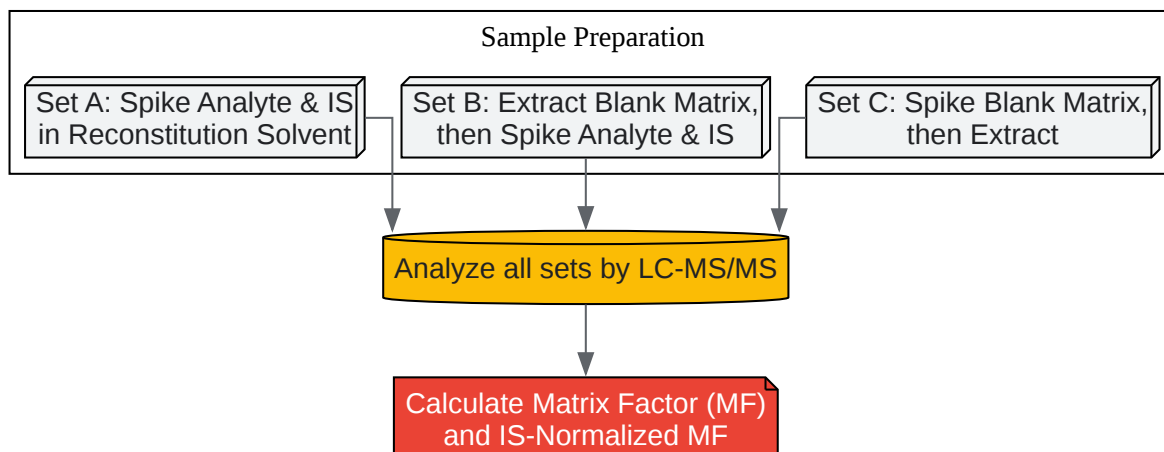 Sample Preparation
Set A: Spike Analyte & IS
in Reconstitution Solvent
Set B: Extract Blank Matrix,
then Spike Analyte & IS
Set C: Spike Blank Matrix,
then Extract
Analyze all sets by LC-MS/MS
Calculate Matrix Factor (MF)
and IS-Normalized MF